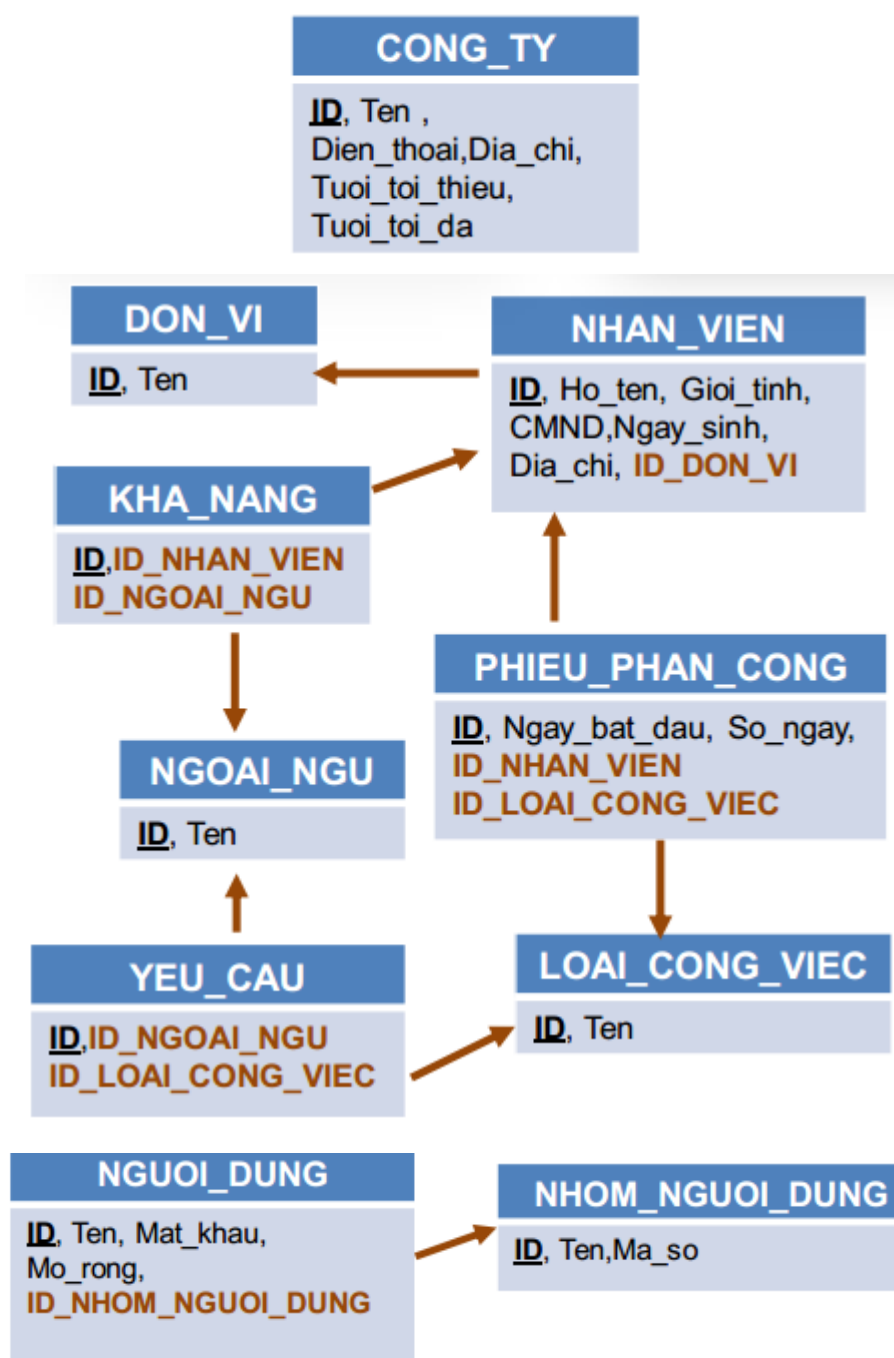 CONG_TY
ID, Ten ,
Dien_thoai,Dia_chi,
Tuoi_toi_thieu,
Tuoi_toi_da
DON_VI
ID, Ten
NHAN_VIEN
ID, Ho_ten, Gioi_tinh,
CMND,Ngay_sinh,
Dia_chi, ID_DON_VI
KHA_NANG
ID,ID_NHAN_VIEN
ID_NGOAI_NGU
PHIEU_PHAN_CONG
ID, Ngay_bat_dau, So_ngay,
ID_NHAN_VIEN
ID_LOAI_CONG_VIEC
NGOAI_NGU
ID, Ten
YEU_CAU
ID,ID_NGOAI_NGU
ID_LOAI_CONG_VIEC
LOAI_CONG_VIEC
ID, Ten
NGUOI_DUNG
ID, Ten, Mat_khau,
Mo_rong,
ID_NHOM_NGUOI_DUNG
NHOM_NGUOI_DUNG
ID, Ten,Ma_so